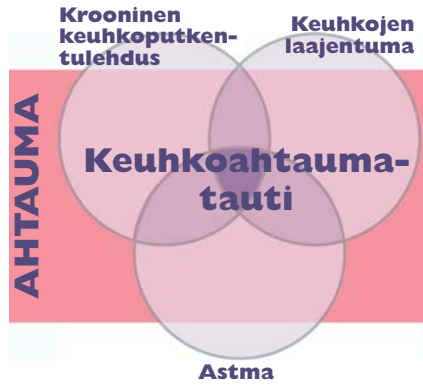 Krooninen
keuhkoputken-
tulehdus
Keuhkojen
laajentuma
AHTAUMA
Keuhkoahtauma-
tauti
Astma